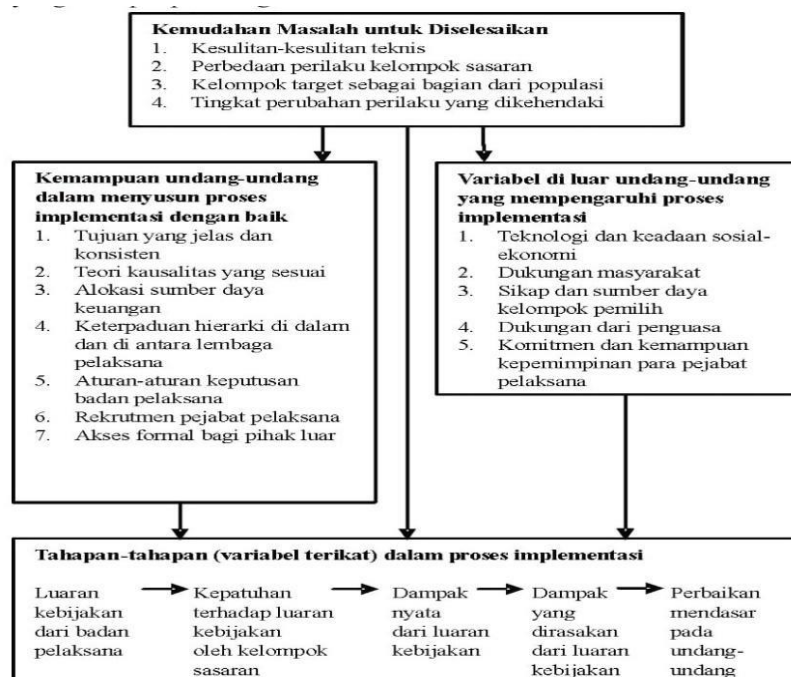 Kemudahan Masalah untuk Diselesaikan
1. Kesulitan-kesulitan teknis
2. Perbedaan perilaku kelompok sasaran
3. Kelompok target sebagai bagian dari populasi
4. Tingkat perubahan perilaku yang dikehendaki
Kemampuan undang-undang
dalam menyusun proses
implementasi dengan baik
1. Tujuan yang jelas dan
konsisten
2. Teori kausalitas yang sesuai
3. Alokasi sumber daya
keuangan
4. Keterpaduan hierarki di dalam
dan di antara lembaga
pelaksana
5. Aturan-aturan keputusan
badan pelaksana
6. Rekrutmen pejabat pelaksana
7. Akses formal bagi pihak luar
Variabel di luar undang-undang
yang mempengaruhi proses
implementasi
1. Teknologi dan keadaan sosial-
ekonomi
2. Dukungan masyarakat
3. Sikap dan sumber daya
kelompok pemilih
4. Dukungan dari penguasa
5. Komitmen dan kemampuan
kepemimpinan para pejabat
pelaksana
Tahapan-tahapan (variabel terikat) dalam proses implementasi
Luaran
kebijakan
dari badan
pelaksana
Kepatuhan
terhadap luaran
kebijakan
oleh kelompok
sasaran
Dampak
nyata
dari luaran
kebijakan
Dampak
yang
dirasakan
dari luaran
kebijakan
Perbaikan
mendasar
pada
undang-
undang